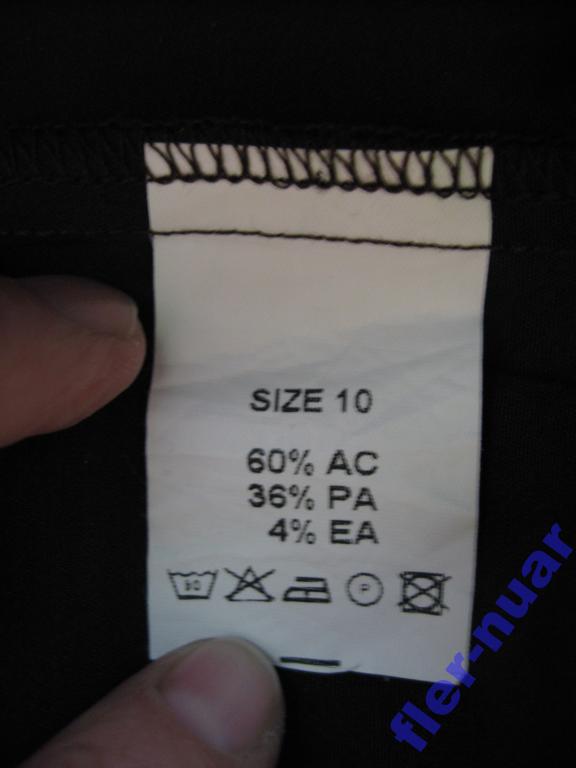 SIZE 10
60% AC
36% PA
4% EA
P
fler-nuar